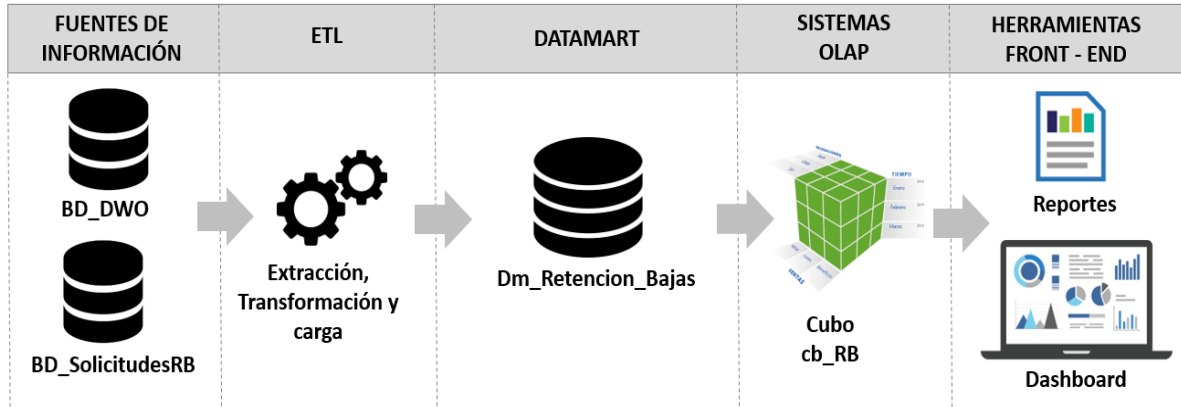 FUENTES DE
INFORMACIÓN
ETL
DATAMART
SISTEMAS
OLAP
HERRAMIENTAS
FRONT - END
BD_DWO
BD_SolicitudesRB
Extracción,
Transformación y
carga
Dm_Retencion_Bajas
TIEMPO
Enero
Febrero
Marzo
VENTAS
Cubo
cb_RB
Reportes
Dashboard